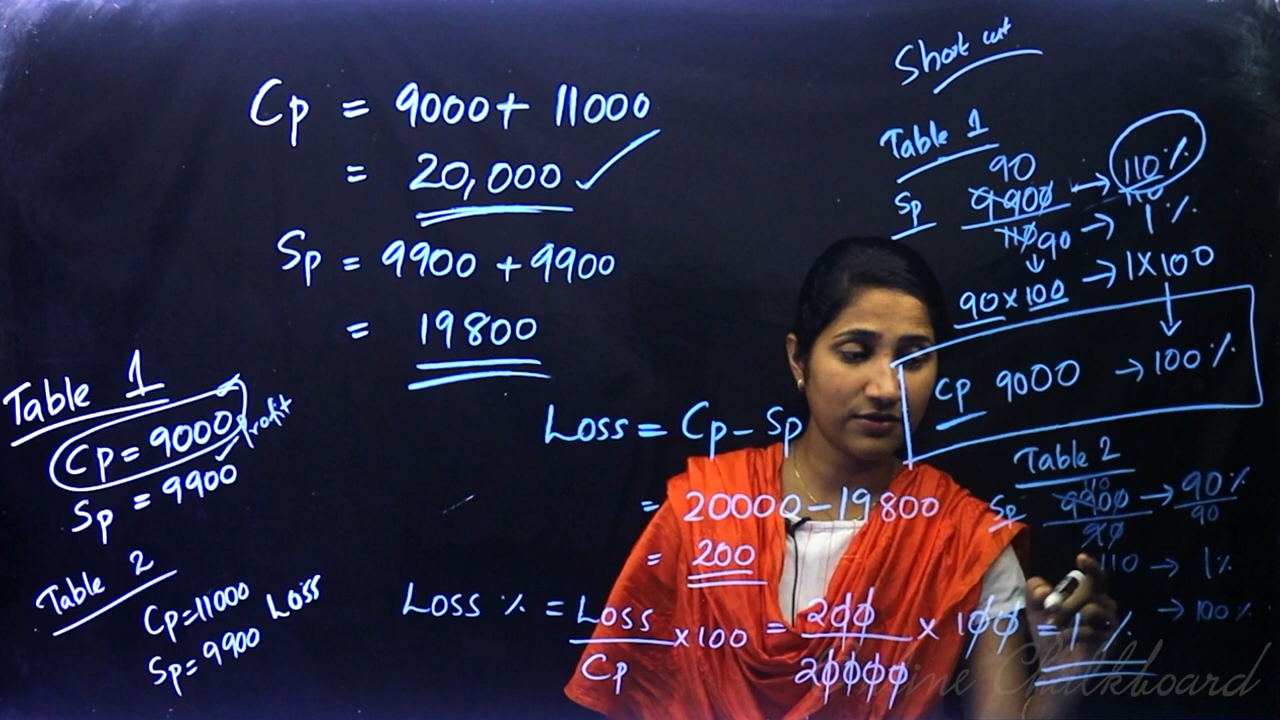 Cp = 9000 + 11000
= 20,000 ✓
Sp = 9900 + 9900
= 19800
Loss = Cp - Sp
= 20000 - 19800
= 200
Loss % = Loss/Cp × 100 = 200/20000 × 100 = 1 %
Table 1
Cp = 9000 Profit
Sp = 9900
Table 2
Cp = 11000
Sp = 9900 Loss
Short cut
Table 1
90
Sp 9900/110 → 110%/110
90 → 1 %
90 × 100 → 1 × 100
Cp 9000 → 100 %
Table 2
110
Sp 9900/90 → 90 %/90
110 → 1 %
→ 100 %
Online Chalkboard